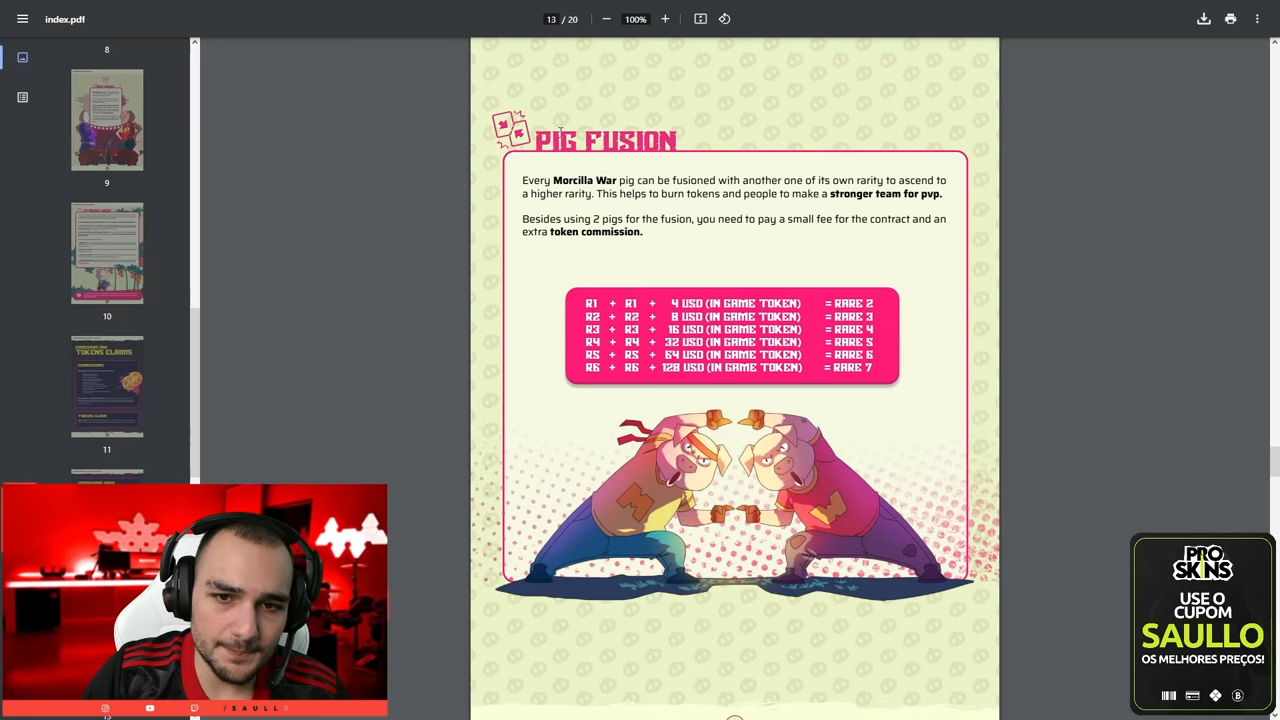 index.pdf
13 / 20
100%
8
9
10
TOKENS CLAIMS
11
PIG FUSION
Every Morcilla War pig can be fusioned with another one of its own rarity to ascend to
a higher rarity. This helps to burn tokens and people to make a stronger team for pvp.
Besides using 2 pigs for the fusion, you need to pay a small fee for the contract and an
extra token commission.
R1 + R1 + 4 USD (IN GAME TOKEN) = RARE 2
R2 + R2 + 8 USD (IN GAME TOKEN) = RARE 3
R3 + R3 + 16 USD (IN GAME TOKEN) = RARE 4
R4 + R4 + 32 USD (IN GAME TOKEN) = RARE 5
R5 + R5 + 64 USD (IN GAME TOKEN) = RARE 6
R6 + R6 + 128 USD (IN GAME TOKEN) = RARE 7
M
PRO
SKINS
USE O
CUPOM
SAULLO
OS MELHORES PREÇOS!
/SAULLO